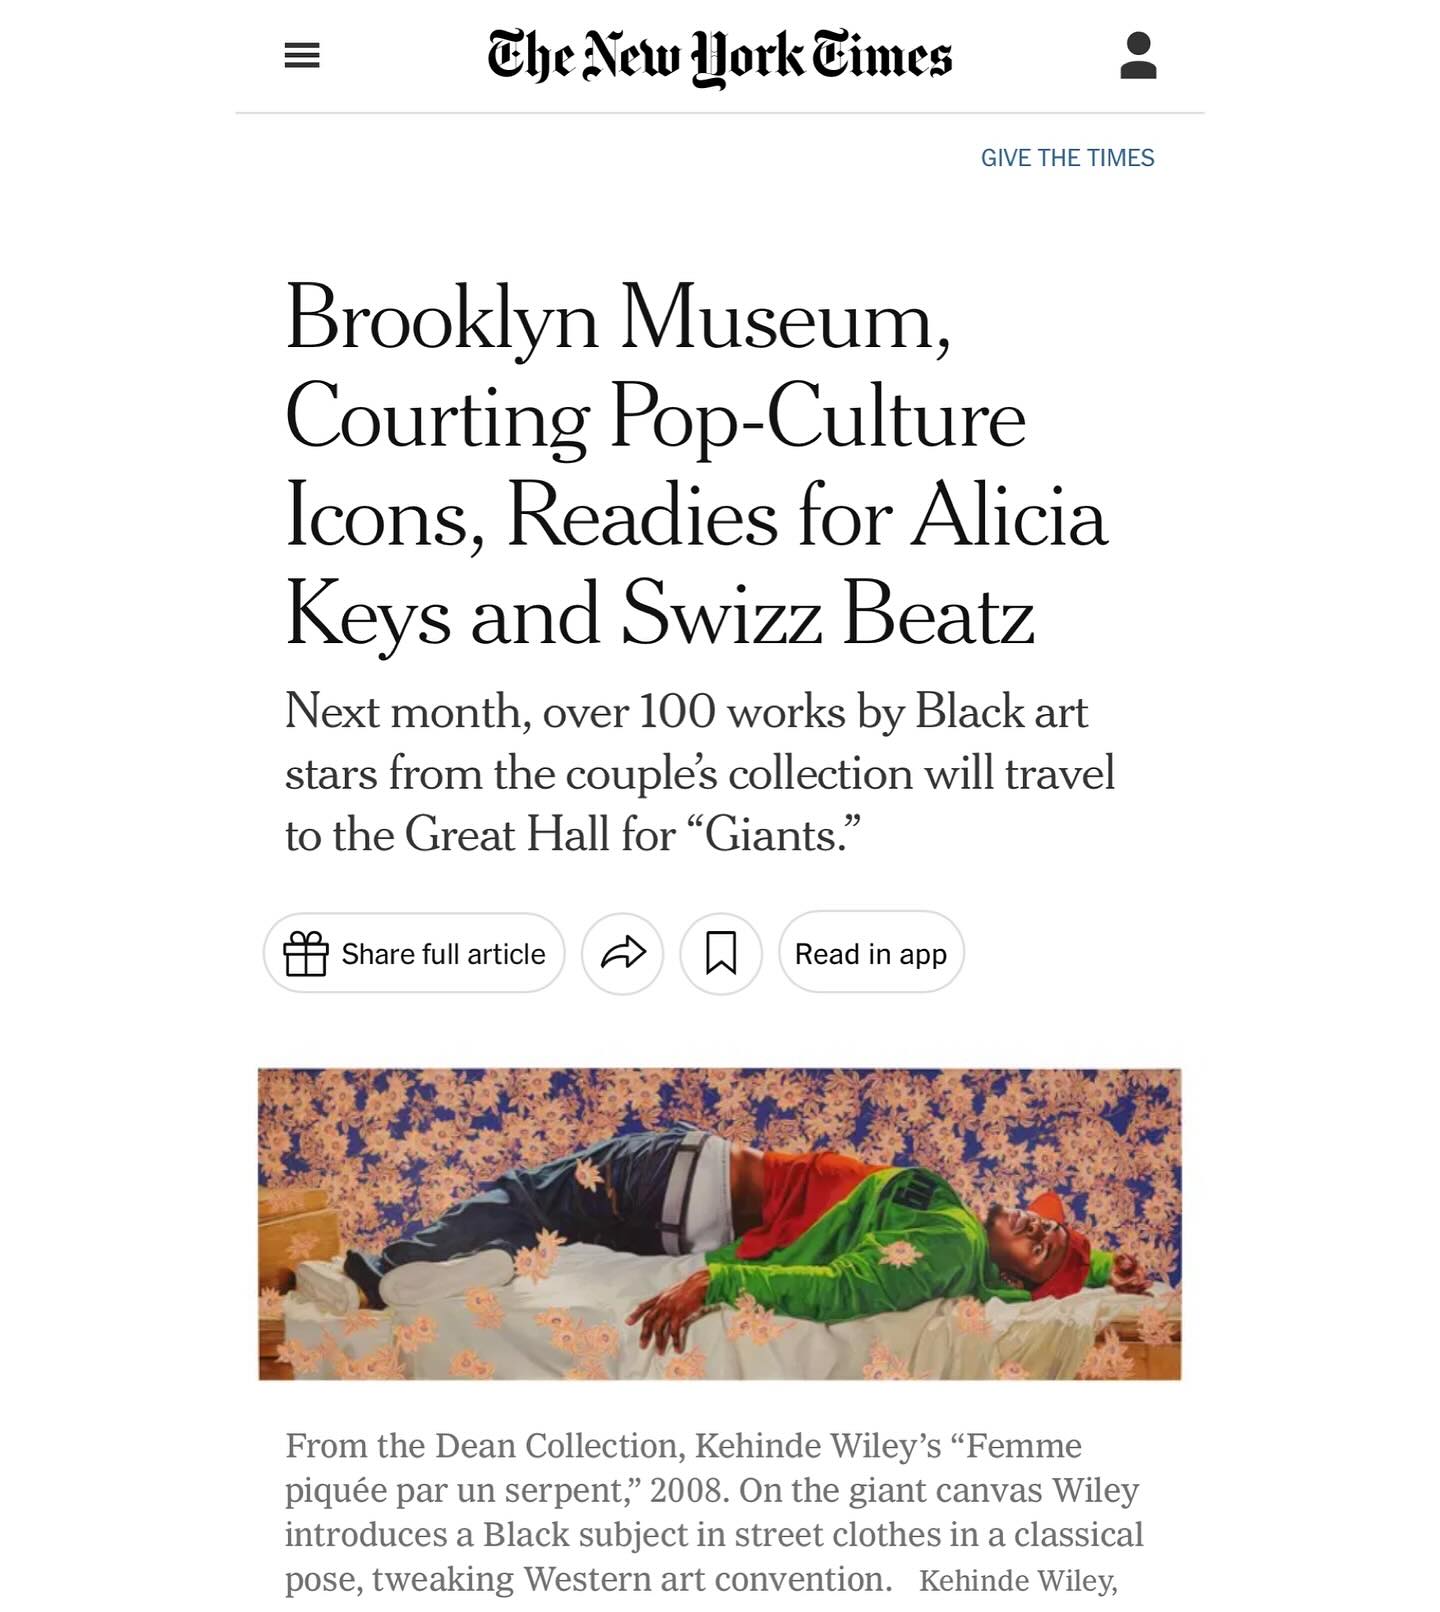 The New York Times
GIVE THE TIMES
Brooklyn Museum,
Courting Pop-Culture
Icons, Readies for Alicia
Keys and Swizz Beatz
Next month, over 100 works by Black art
stars from the couple’s collection will travel
to the Great Hall for “Giants.”
Share full article
Read in app
From the Dean Collection, Kehinde Wiley’s “Femme
piquée par un serpent,” 2008. On the giant canvas Wiley
introduces a Black subject in street clothes in a classical
pose, tweaking Western art convention. Kehinde Wiley,